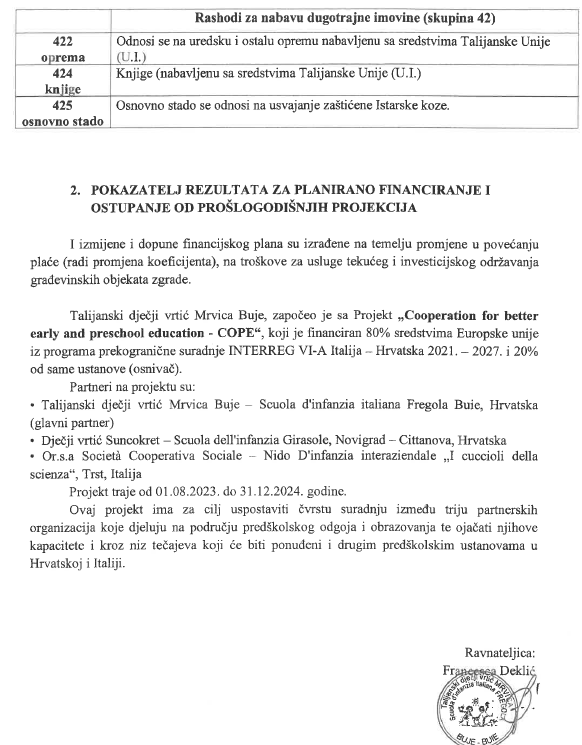 Rashodi za nabavu dugotrajne imovine (skupina 42)
422 Odnosi se na uredsku i ostalu opremu nabavljenu sa sredstvima Talijanske Unije
oprema (U.I.)
424 Knjige (nabavljenu sa sredstvima Talijanske Unije (U.I.)
knjige
425 Osnovno stado se odnosi na usvajanje zaštićene Istarske koze.
osnovno stado
2. POKAZATELJ REZULTATA ZA PLANIRANO FINANCIRANJE I
OSTUPANJE OD PROŠLOGODIŠNJIH PROJEKCIJA
I izmijene i dopune financijskog plana su izrađene na temelju promjene u povećanju
plaće (radi promjena koeficijenta), na troškove za usluge tekućeg i investicijskog održavanja
građevinskih objekata zgrade.
Talijanski dječji vrtić Mrvica Buje, započeo je sa Projekt „Cooperation for better
early and preschool education - COPE“, koji je financiran 80% sredstvima Europske unije
iz programa prekogranične suradnje INTERREG VI-A Italija – Hrvatska 2021. – 2027. i 20%
od same ustanove (osnivač).
Partneri na projektu su:
• Talijanski dječji vrtić Mrvica Buje – Scuola d'infanzia italiana Fregola Buie, Hrvatska
(glavni partner)
• Dječji vrtić Suncokret – Scuola dell'infanzia Girasole, Novigrad – Cittanova, Hrvatska
• Or.s.a Società Cooperativa Sociale – Nido D'infanzia interaziendale „I cuccioli della
scienza“, Trst, Italija
Projekt traje od 01.08.2023. do 31.12.2024. godine.
Ovaj projekt ima za cilj uspostaviti čvrstu suradnju između triju partnerskih
organizacija koje djeluju na području predškolskog odgoja i obrazovanja te ojačati njihove
kapacitete i kroz niz tečajeva koji će biti ponuđeni i drugim predškolskim ustanovama u
Hrvatskoj i Italiji.
Ravnateljica:
Francesca Deklić
Talijanski dječji vrtić MRVICA
Scuola d'infanzia italiana FREGOLA
BUJE - BUIE